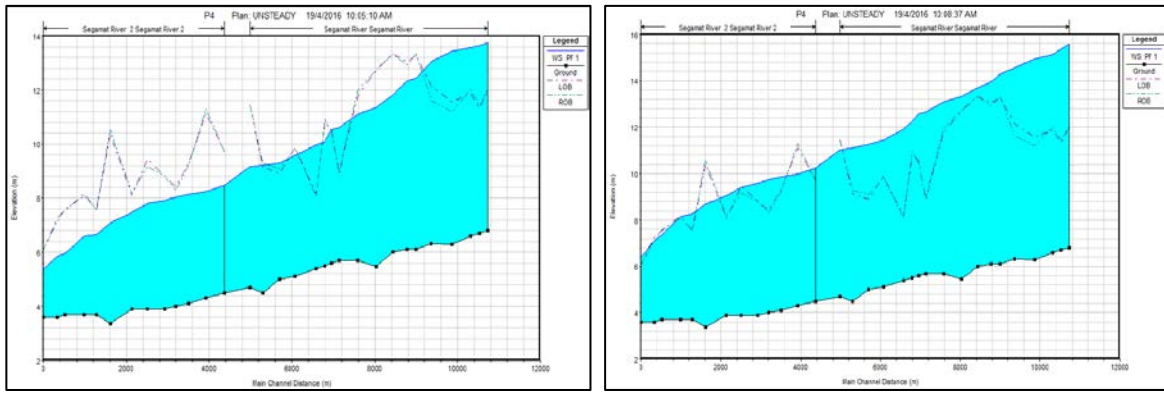 P4 Plan: UNSTEADY 19/4/2016 10:05:10 AM
Segamat River 2 Segamat River 2
Segamat River Segamat River
Legend
WS PF 1
Ground
LOB
ROB
14
12
10
8
6
4
2
Elevation (m)
0
2000
4000
6000
8000
10000
12000
Main Channel Distance (m)
P4 Plan: UNSTEADY 19/4/2016 10:08:37 AM
Segamat River 2 Segamat River 2
Segamat River Segamat River
Legend
WS PF 1
Ground
LOB
ROB
16
14
12
10
8
6
4
2
Elevation (m)
0
2000
4000
6000
8000
10000
12000
Main Channel Distance (m)